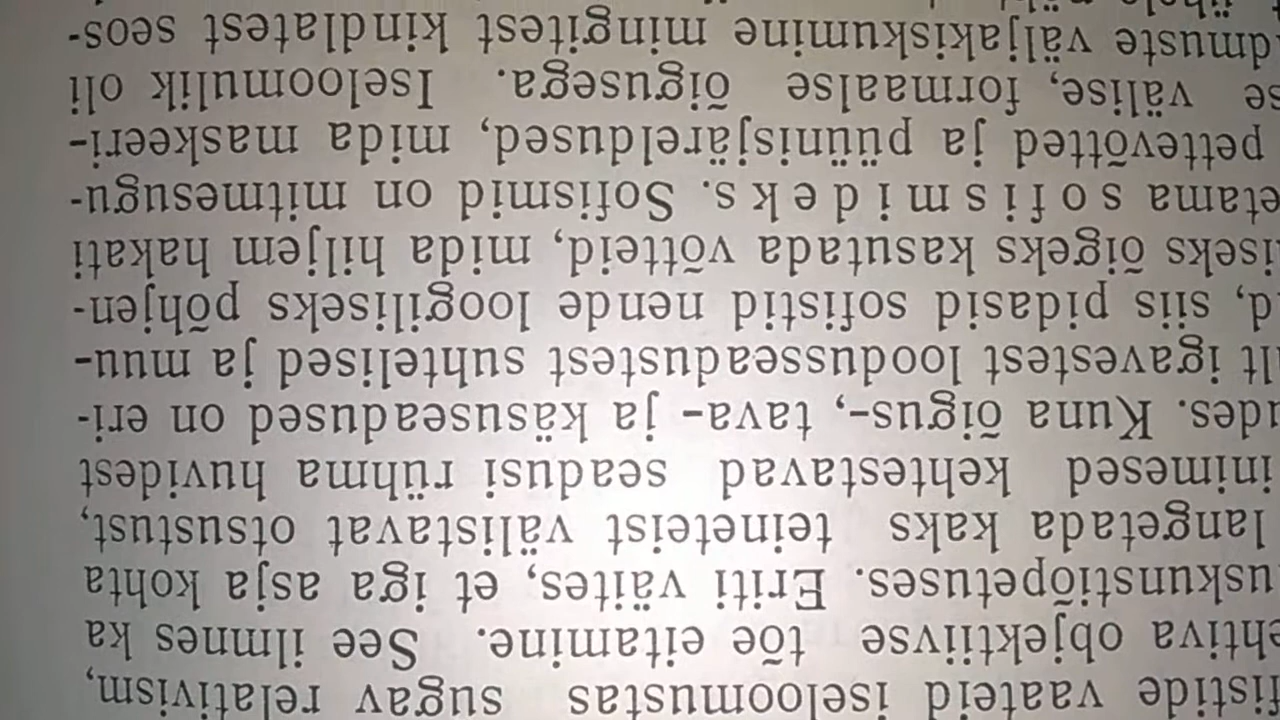 fistide vaateid iseloomustas sugav relativism,
ehtiva objektiivse tõe eitamine. See ilmnes ka
uskunstiõpetuses. Eriti väites, et iga asja kohta
langetada kaks teineteist välistavat otsustust,
inimesed kehtestavad seadusi rühma huvidest
udes. Kuna õigus-, tava- ja käsuseadused on eri-
lt igavestest loodusseadustest suhtelised ja muu-
d, siis pidasid sofistid nende loogiliseks põhjen-
iseks õigeks kasutada võtteid, mida hiljem hakati
etama s o f i s m i d e k s. Sofismid on mitmesugu-
pettevõtted ja püünisjäreldused, mida maskeeri-
se välise, formaalse õigusega. Iseloomulik oli
dmuste väljakiskumine mingitest kindlatest seos-